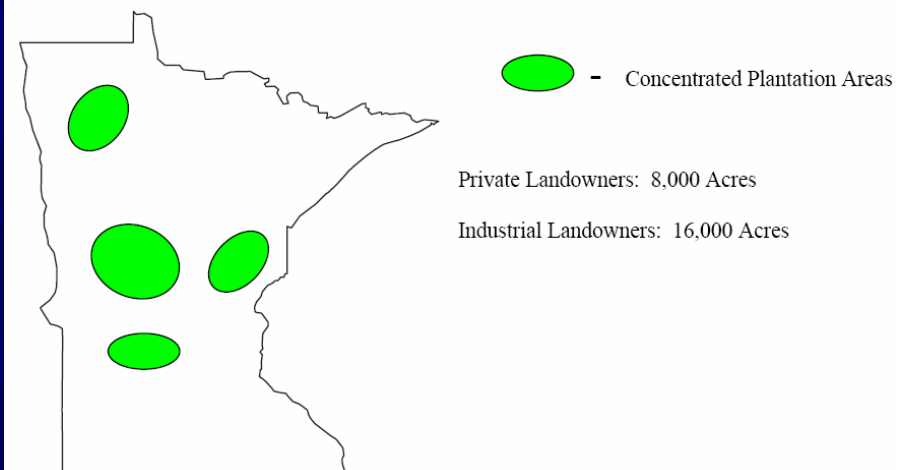 - Concentrated Plantation Areas
Private Landowners: 8,000 Acres
Industrial Landowners: 16,000 Acres